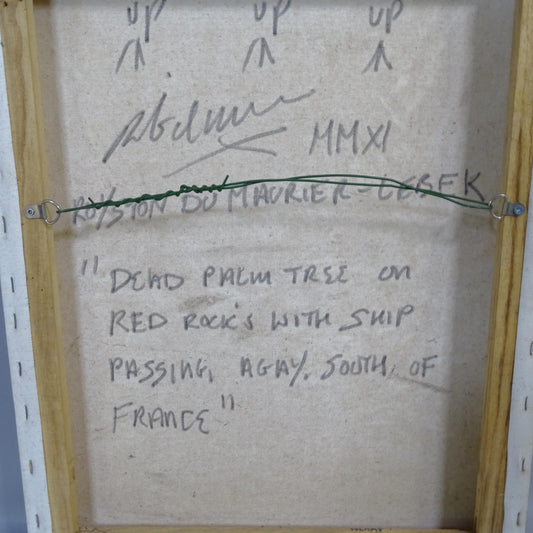 UP UP UP
MMXI
ROYSTON DU MAURIER-LEBEK
"DEAD PALM TREE ON
RED ROCK'S WITH SHIP
PASSING, AGAY. SOUTH. OF
FRANCE"